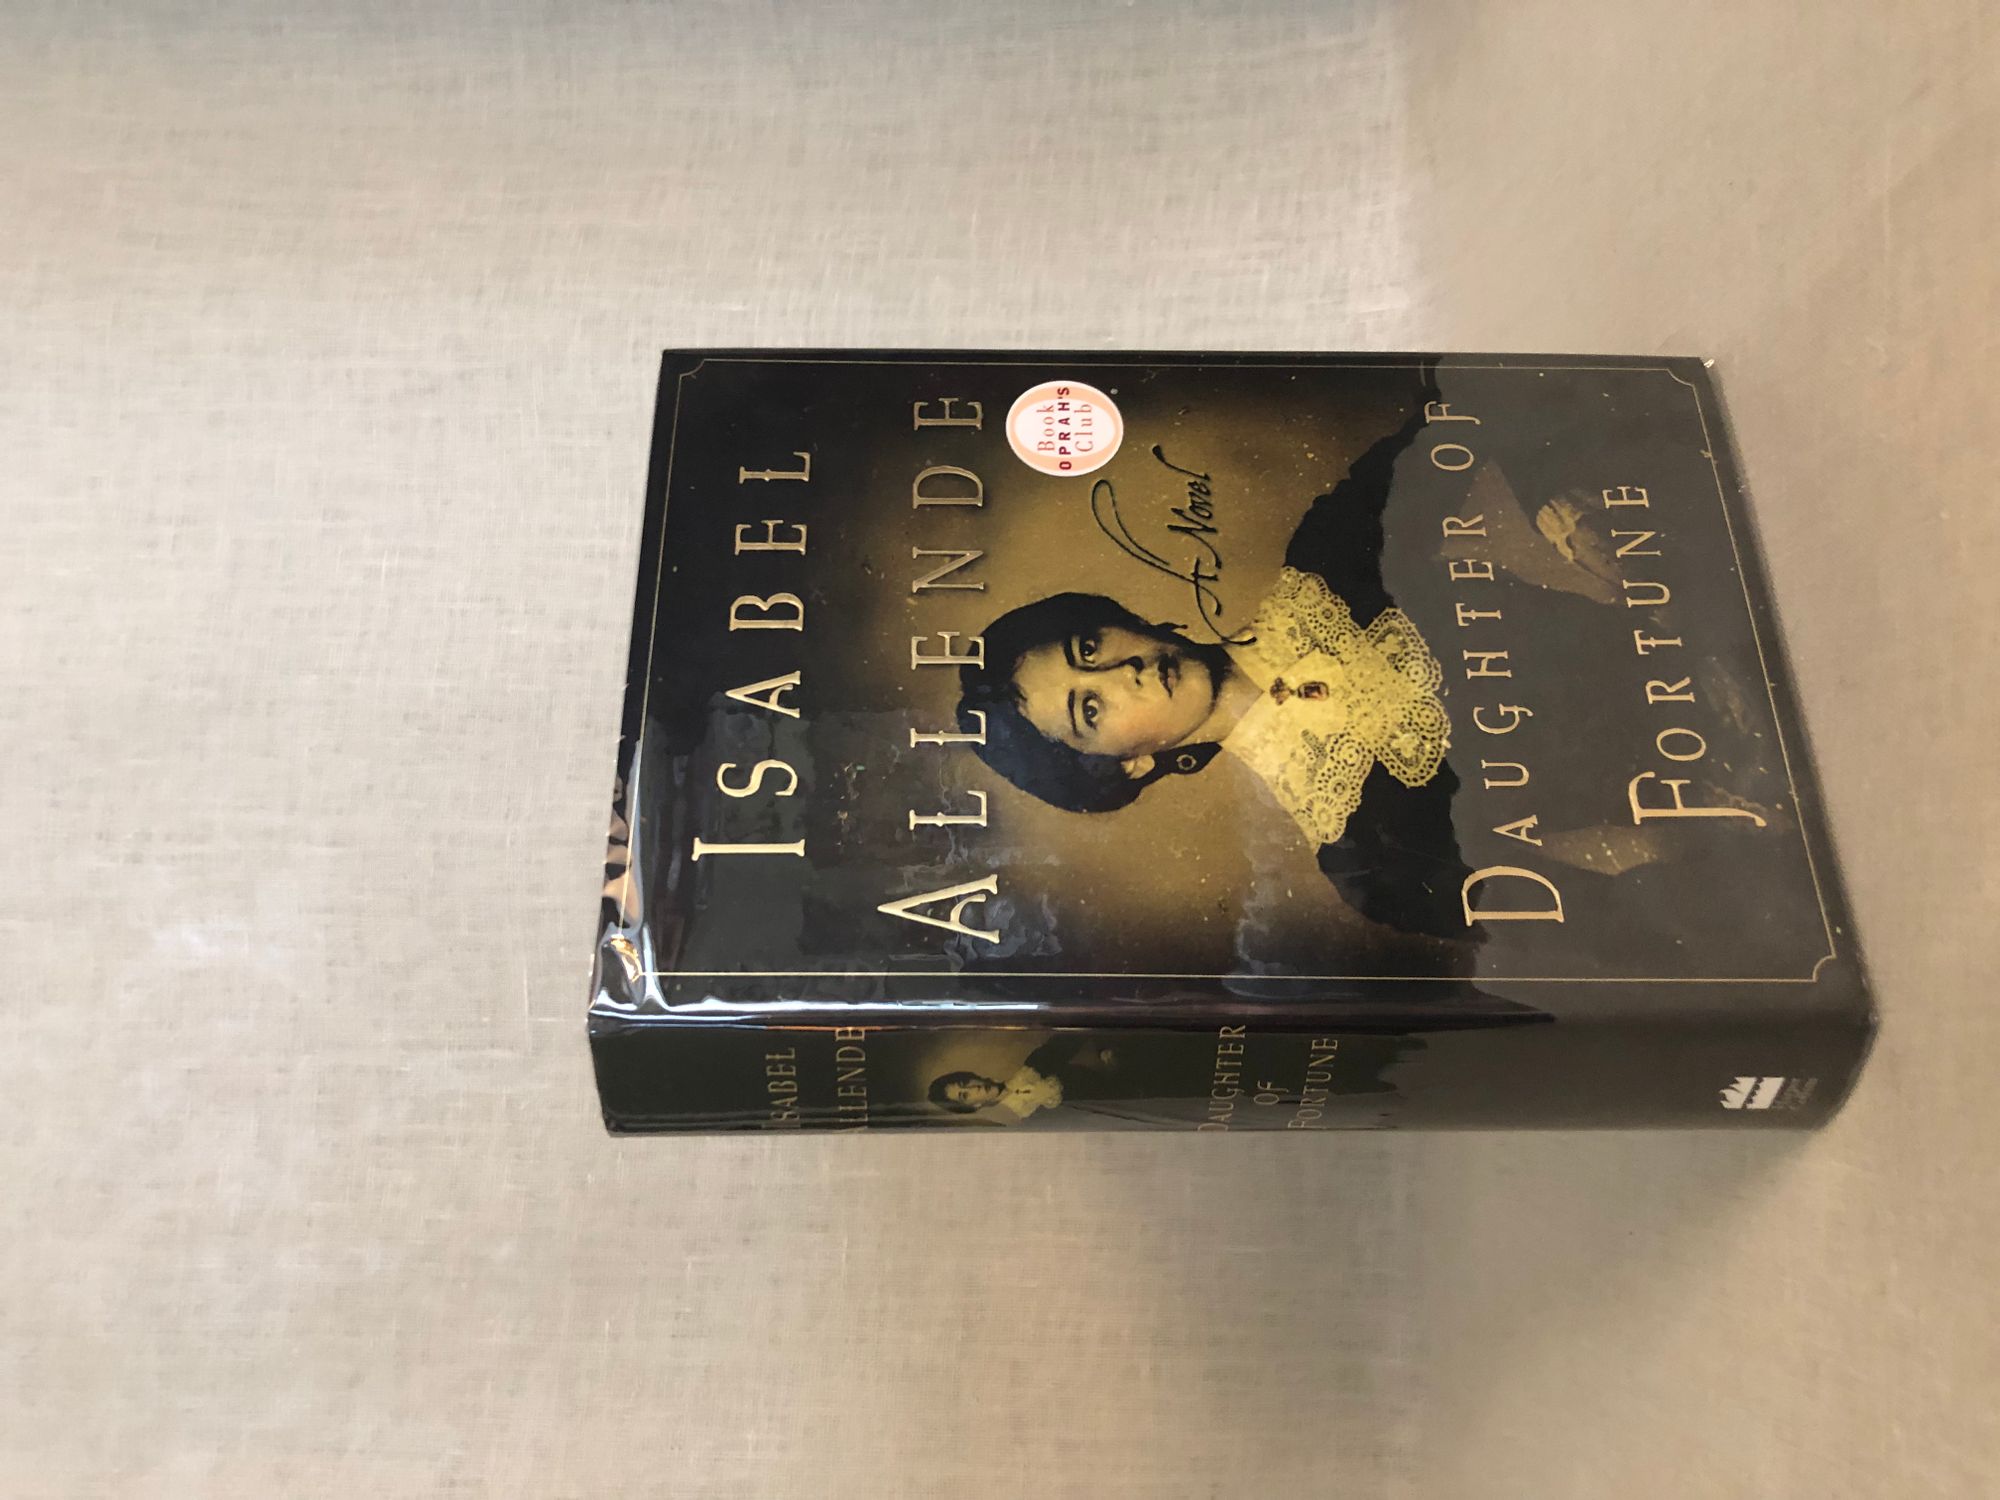 ISABEL
ALLENDE
Book
OPRAH'S
Club
A Novel
DAUGHTER OF
FORTUNE
ISABEL
ALLENDE
DAUGHTER
OF
FORTUNE